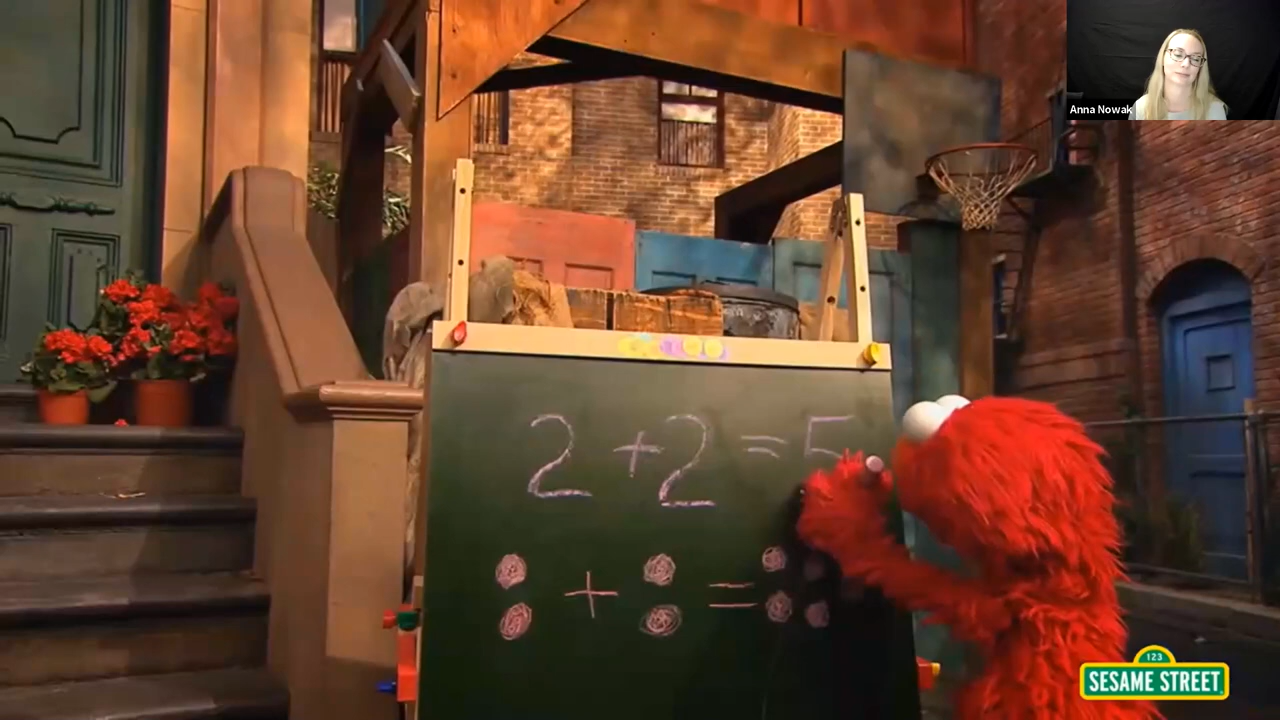 Anna Nowak
2 + 2 = 5
+ =
123
SESAME STREET